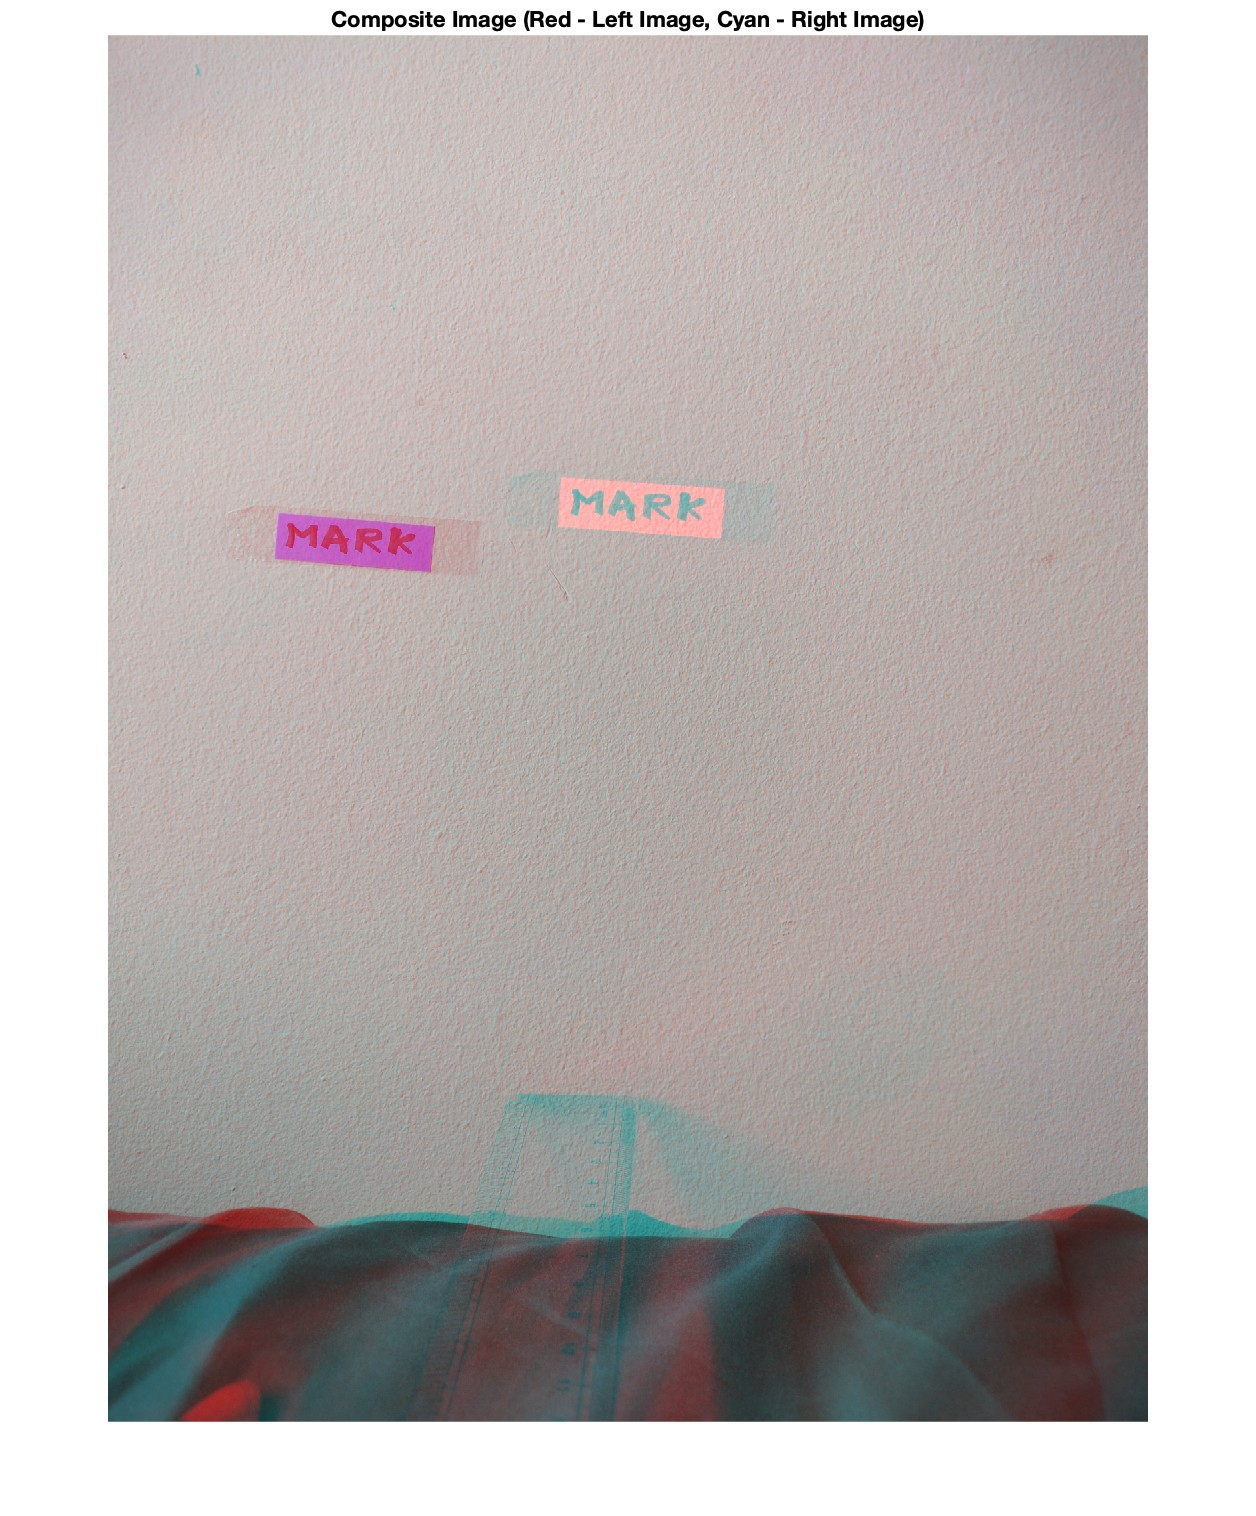 Composite Image (Red - Left Image, Cyan - Right Image)
MARK
MARK